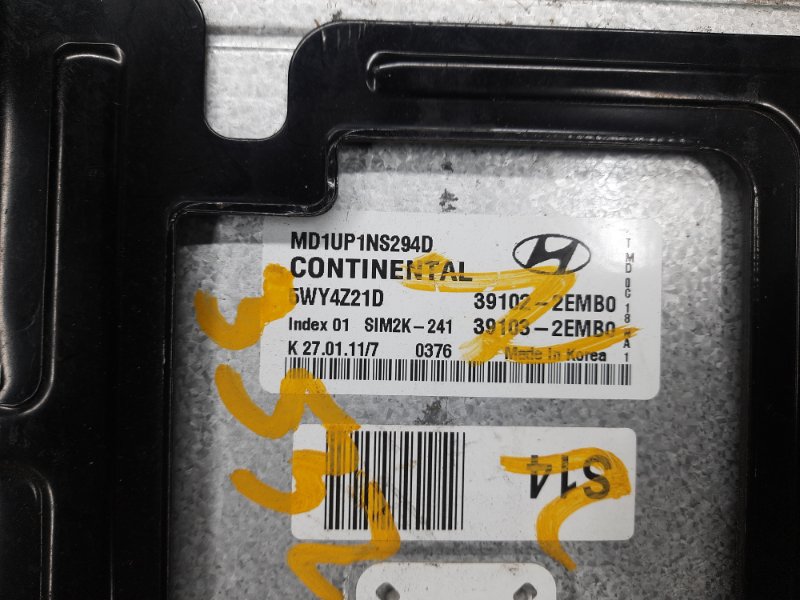 MD1UP1NS294D
CONTINENTAL
5WY4Z21D 39102-2EMB0
Index 01 SIM2K-241 39103-2EMB0
K 27.01.11/7 0376 Made in Korea
S14